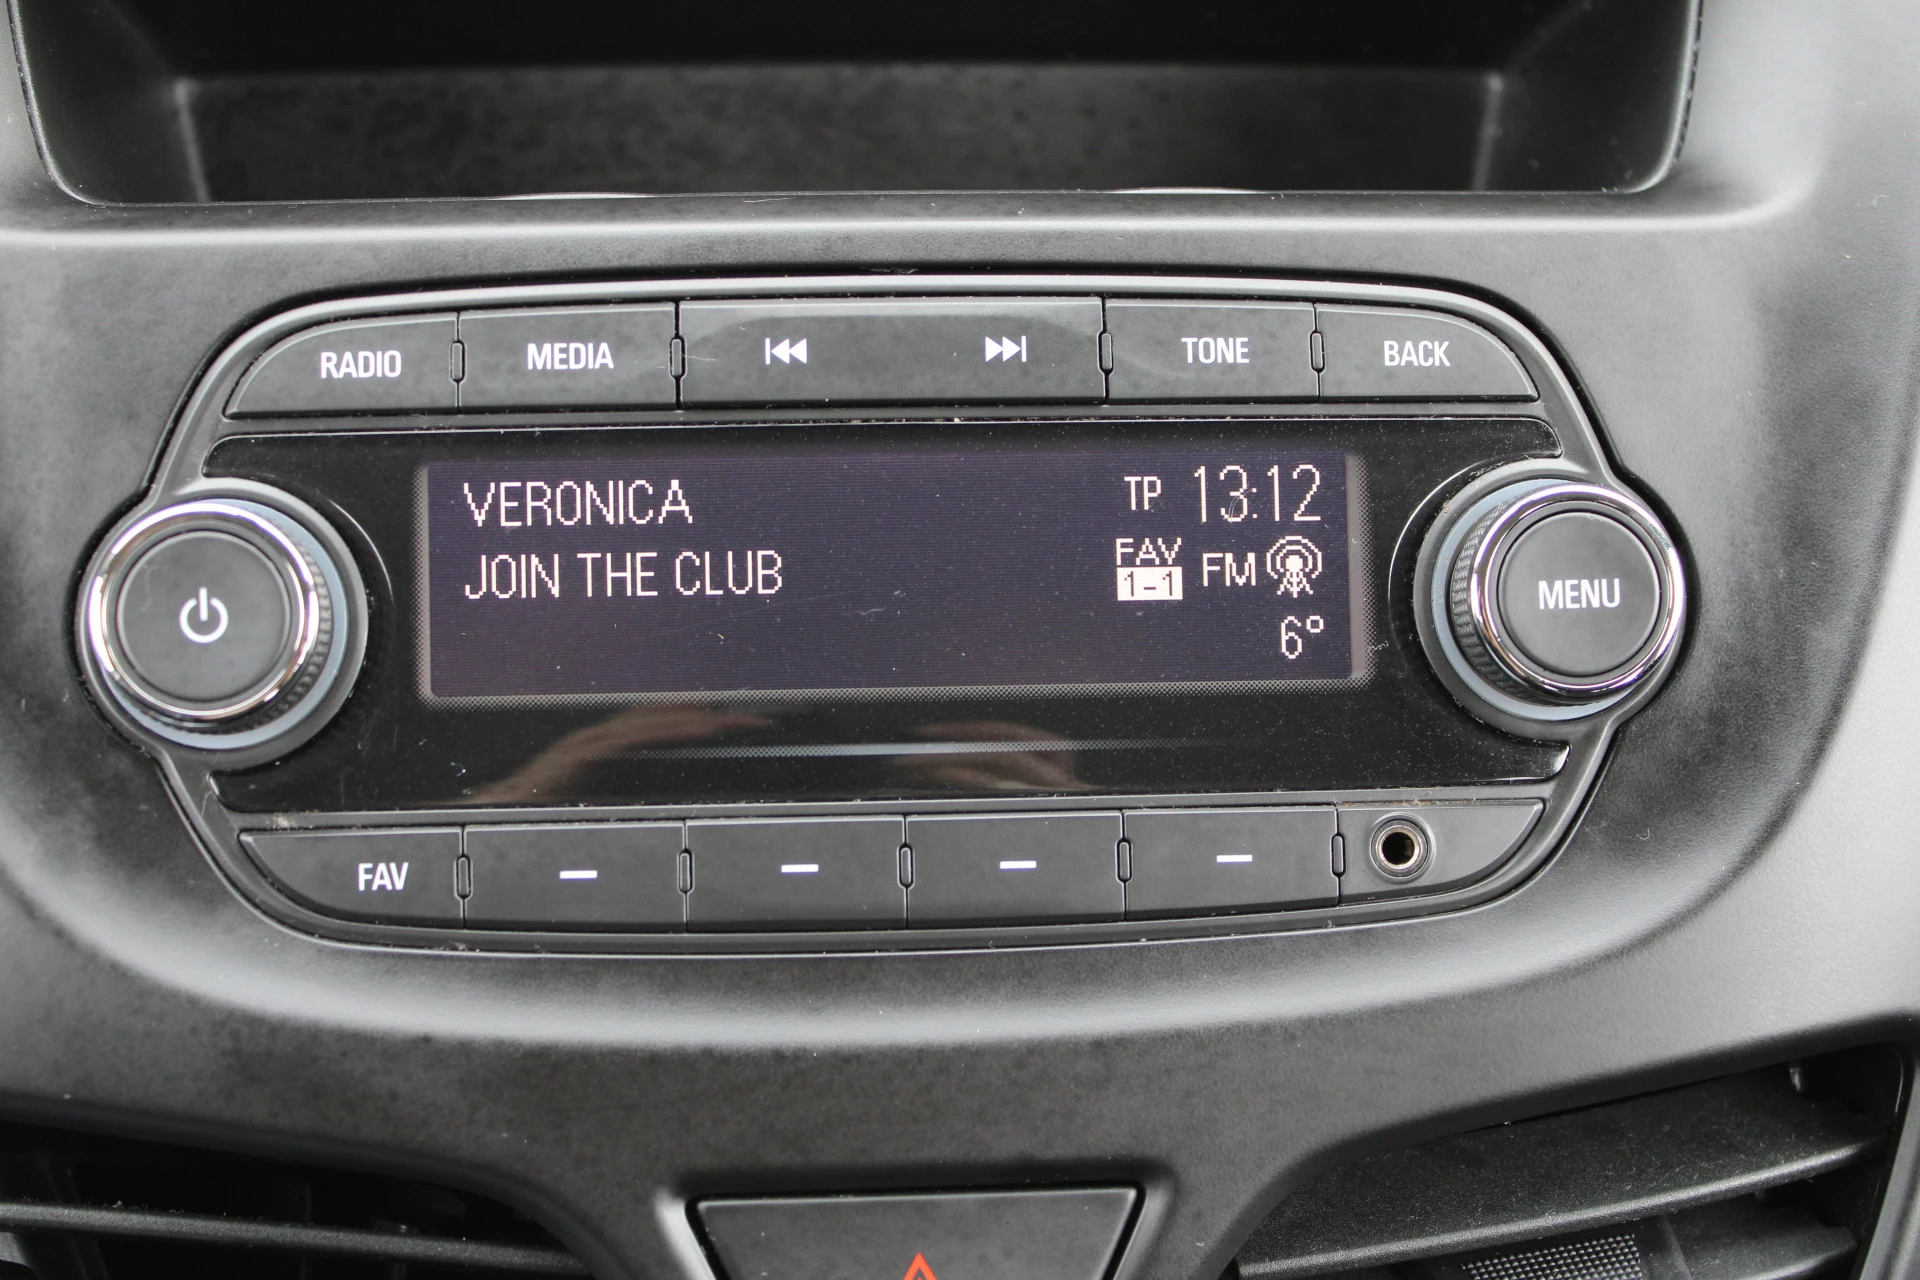 RADIO MEDIA TONE BACK
VERONICA TP 13:12
JOIN THE CLUB FAV 1-1 FM
6°
MENU
FAV